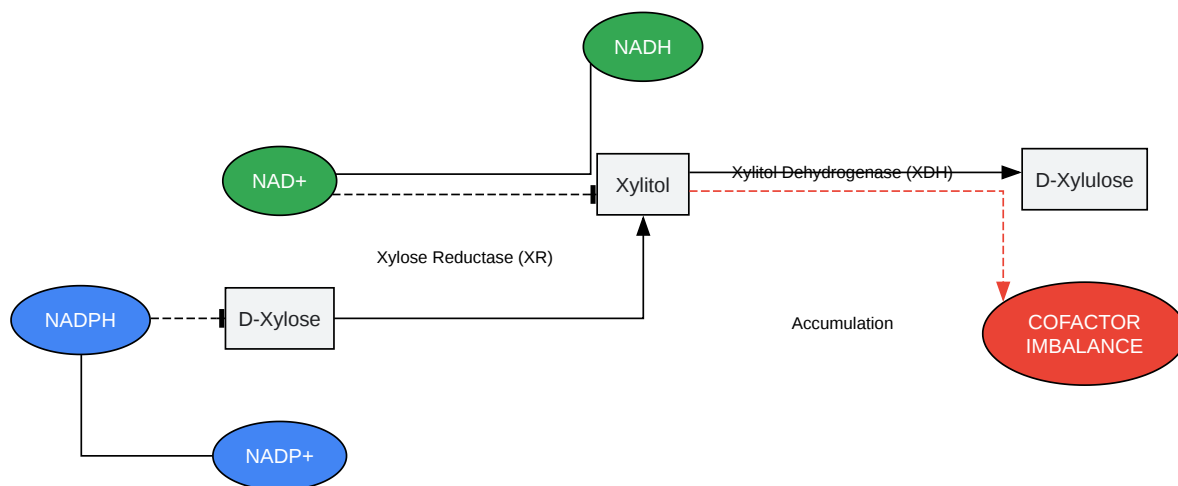 NADH
Xylitol Dehydrogenase (XDH)
NAD+
Xylitol
D-Xylulose
Xylose Reductase (XR)
NADPH
D-Xylose
Accumulation
COFACTOR
IMBALANCE
NADP+